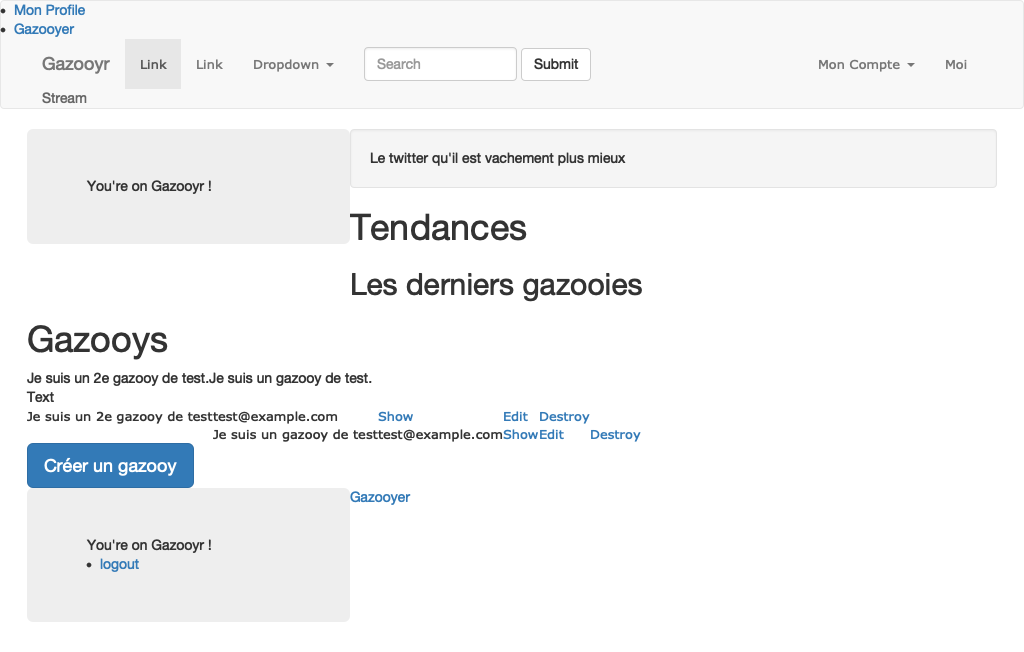 Mon Profile
Gazooyer
Gazooyr Link Link Dropdown Search Submit Mon Compte Moi
Stream
You're on Gazooyr !
Le twitter qu'il est vachement plus mieux
Tendances
Les derniers gazooies
Gazooys
Je suis un 2e gazooy de test.Je suis un gazooy de test.
Text
Je suis un 2e gazooy de testtest@example.com Show Edit Destroy
Je suis un gazooy de testtest@example.comShowEdit Destroy
Créer un gazooy
Gazooyer
You're on Gazooyr !
logout